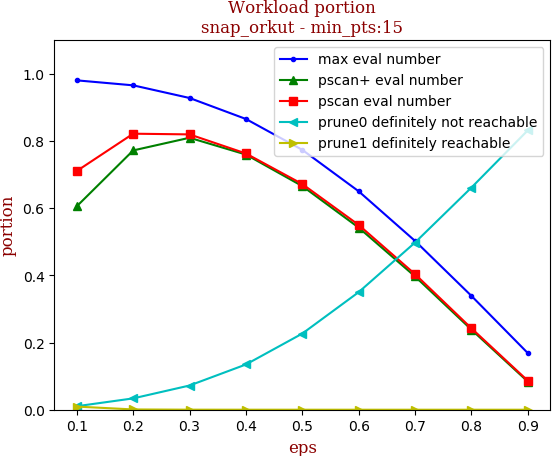 Workload portion
snap_orkut - min_pts:15
max eval number
pscan+ eval number
pscan eval number
prune0 definitely not reachable
prune1 definitely reachable
portion
1.0
0.8
0.6
0.4
0.2
0.0
0.1 0.2 0.3 0.4 0.5 0.6 0.7 0.8 0.9
eps